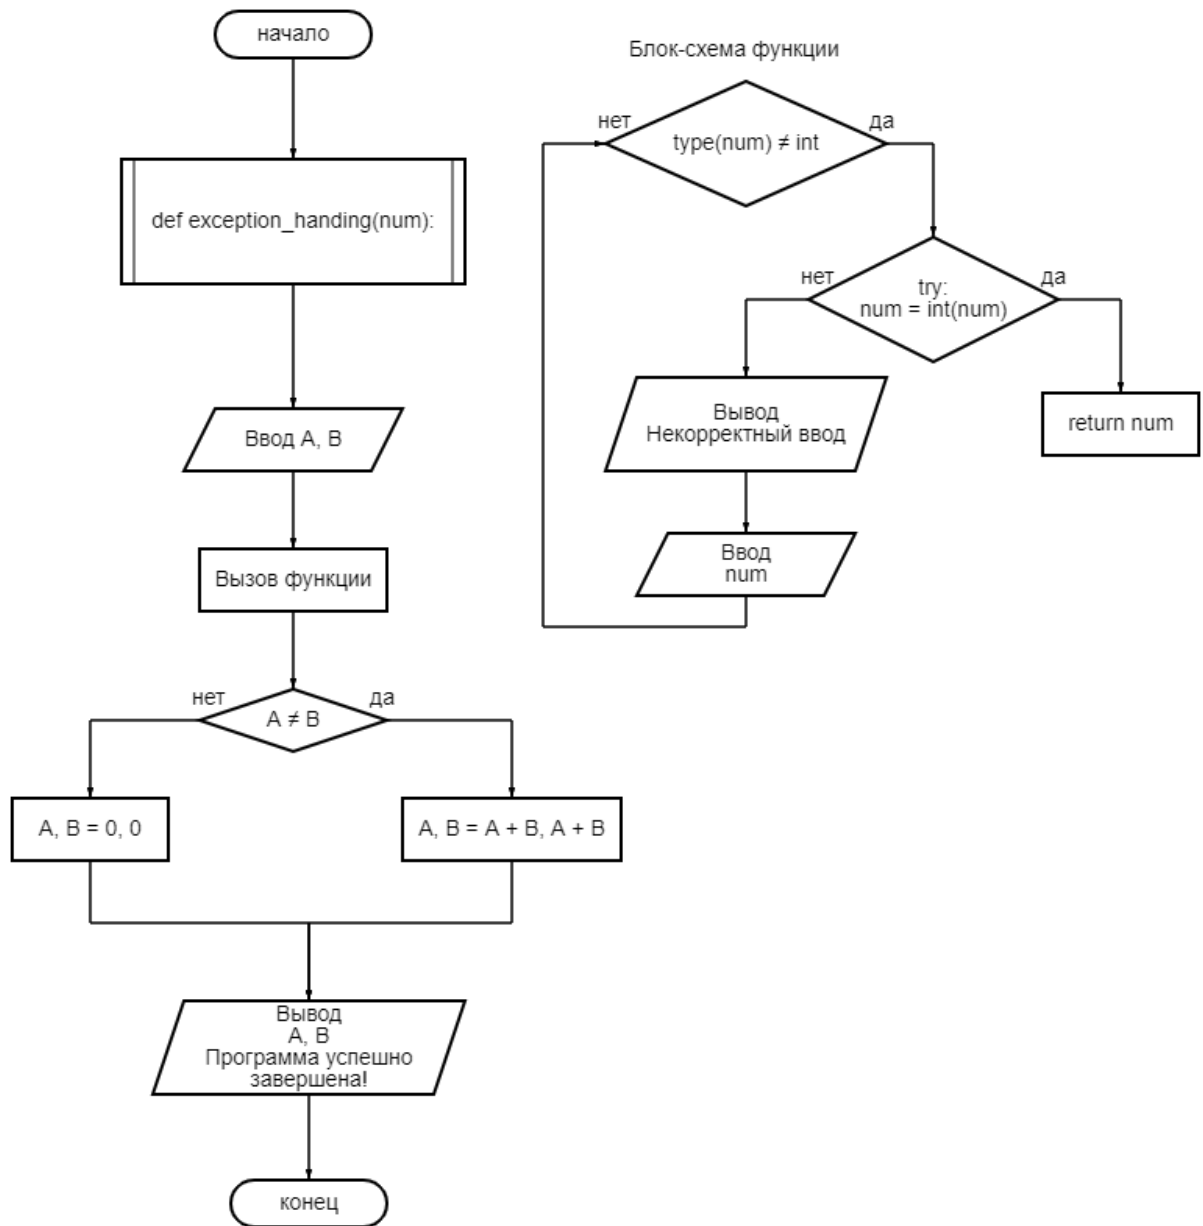 начало
def exception_handing(num):
Ввод A, B
Вызов функции
нет
да
A ≠ B
A, B = 0, 0
A, B = A + B, A + B
Вывод
A, B
Программа успешно
завершена!
конец
Блок-схема функции
нет
да
type(num) ≠ int
нет
да
try:
num = int(num)
Вывод
Некорректный ввод
return num
Ввод
num